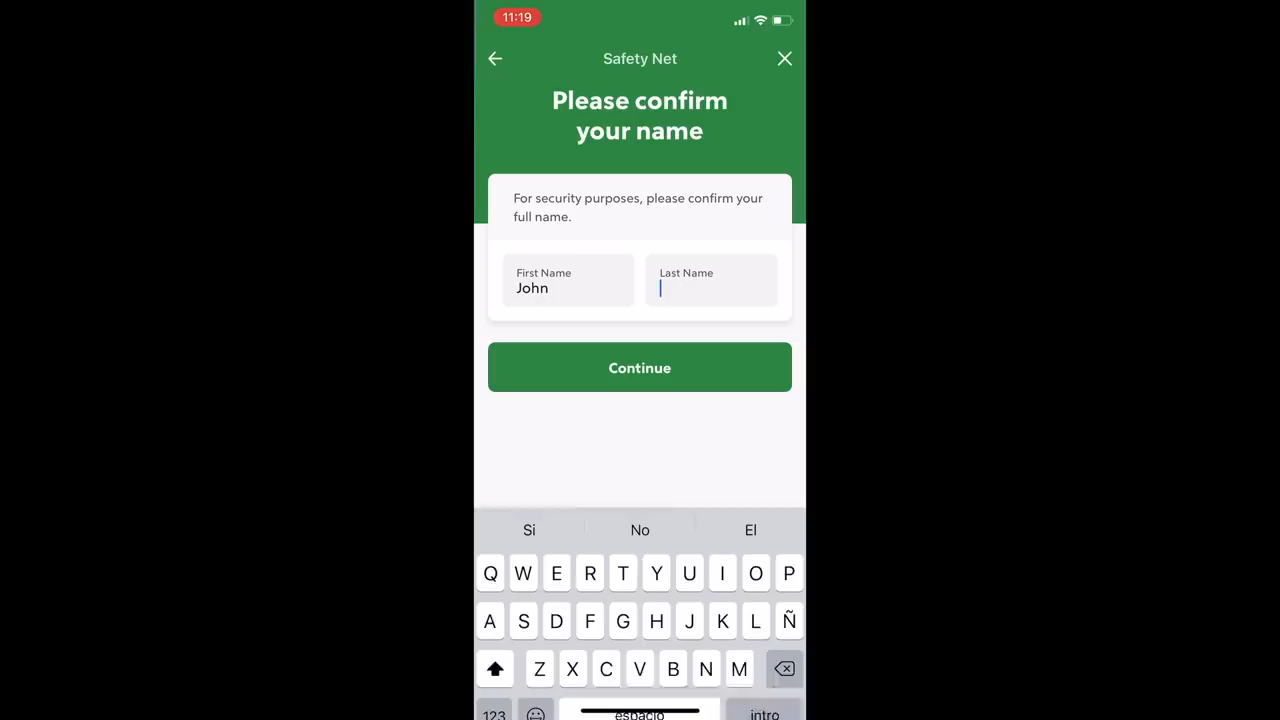 11:19
Safety Net
Please confirm
your name
For security purposes, please confirm your
full name.
First Name
Last Name
John
Continue
Si No El
Q W E R T Y U I O P
A S D F G H J K L Ñ
Z X C V B N M
123 espacio intro